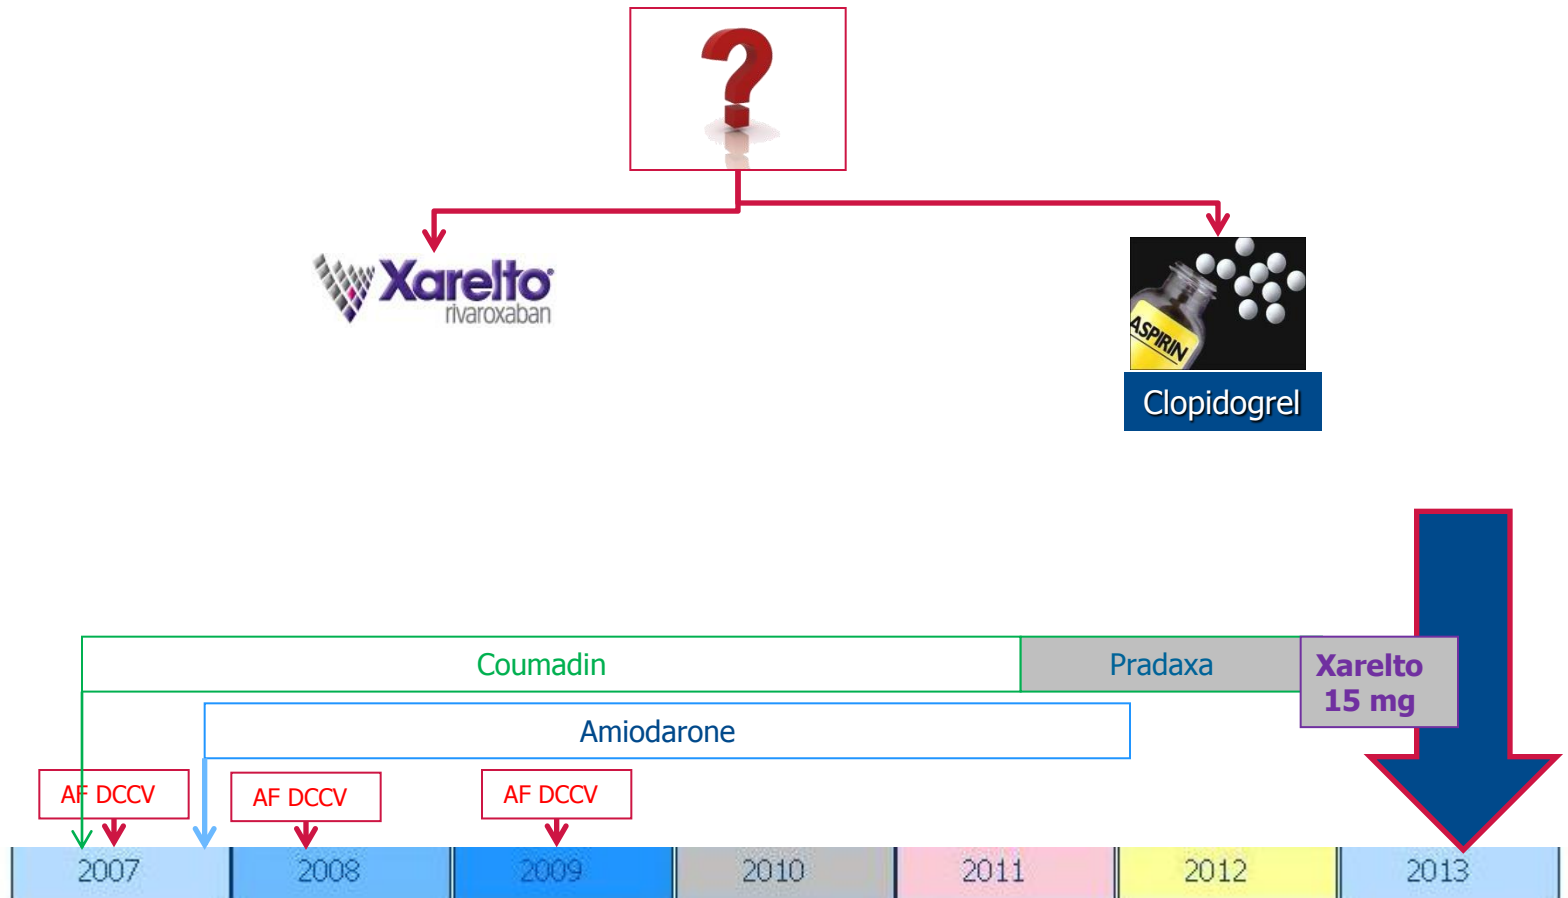 ?
Xarelto®
rivaroxaban
ASPIRIN
Clopidogrel
Coumadin
Pradaxa
Xarelto
15 mg
Amiodarone
AF DCCV
AF DCCV
AF DCCV
2007
2008
2009
2010
2011
2012
2013